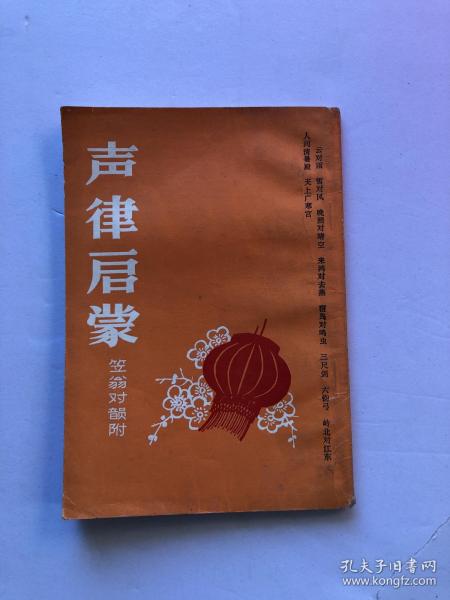 声律启蒙
笠翁对韻附
云对雨 雪对风 晚照对晴空 来鸿对去燕 宿鸟对鸣虫 三尺剑 六钧弓 岭北对江东
人间清暑殿 天上广寒宫
孔夫子旧书网
www.kongfz.com